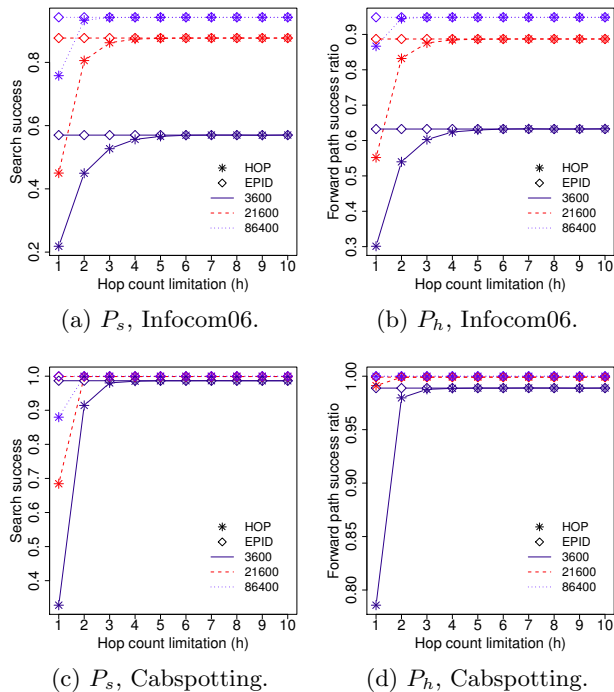 Search success
0.2 0.4 0.6 0.8
HOP
EPID
3600
21600
86400
1 2 3 4 5 6 7 8 9 10
Hop count limitation (h)
(a) Pₛ, Infocom06.
Forward path success ratio
0.3 0.4 0.5 0.6 0.7 0.8 0.9
HOP
EPID
3600
21600
86400
1 2 3 4 5 6 7 8 9 10
Hop count limitation (h)
(b) Pₕ, Infocom06.
Search success
0.4 0.5 0.6 0.7 0.8 0.9 1.0
HOP
EPID
3600
21600
86400
1 2 3 4 5 6 7 8 9 10
Hop count limitation (h)
(c) Pₛ, Cabspotting.
Forward path success ratio
0.80 0.85 0.90 0.95 1.00
HOP
EPID
3600
21600
86400
1 2 3 4 5 6 7 8 9 10
Hop count limitation (h)
(d) Pₕ, Cabspotting.